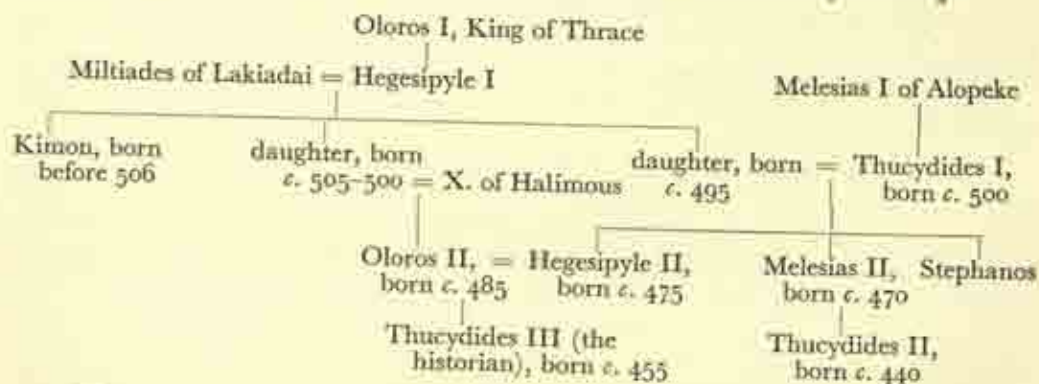 Oloros I, King of Thrace
Miltiades of Lakiadai = Hegesipyle I
Melesias I of Alopeke
Kimon, born
before 506
daughter, born
c. 505–500 = X. of Halimous
daughter, born = Thucydides I,
c. 495
born c. 500
Oloros II, = Hegesipyle II,
born c. 485
born c. 475
Melesias II,
born c. 470
Stephanos
Thucydides III (the
historian), born c. 455
Thucydides II,
born c. 440